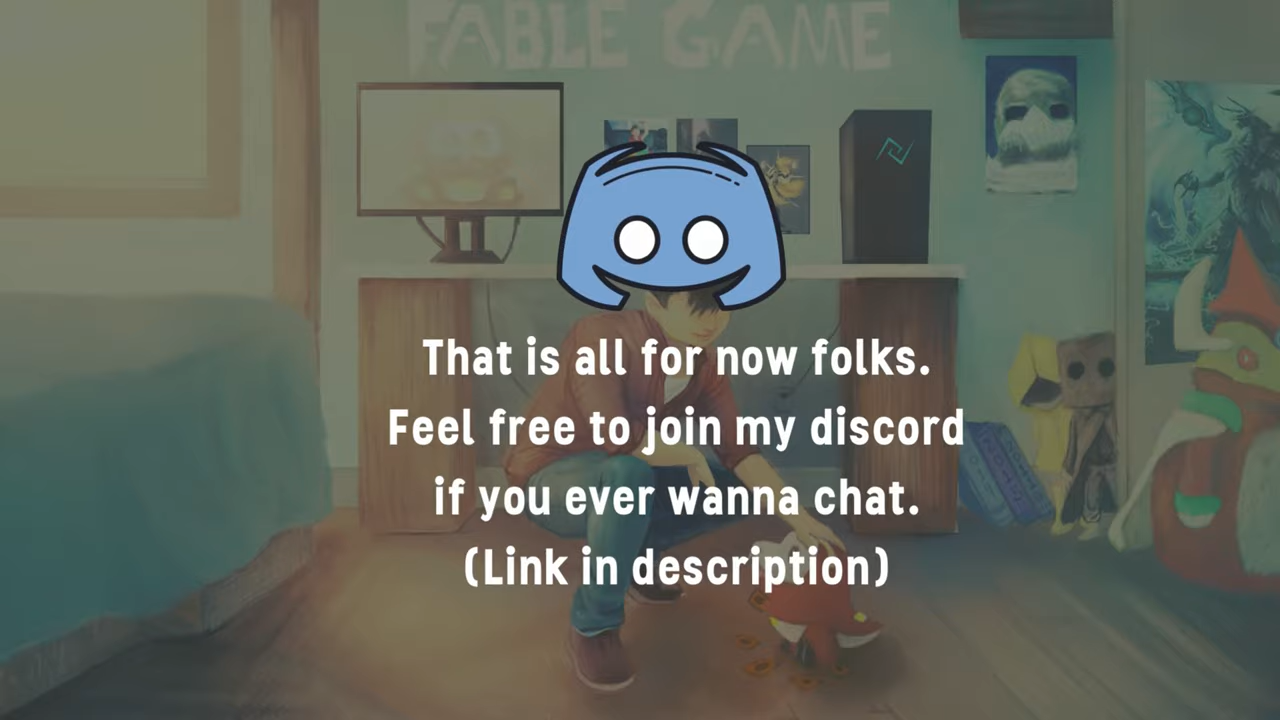 FABLE GAME
That is all for now folks.
Feel free to join my discord
if you ever wanna chat.
(Link in description)